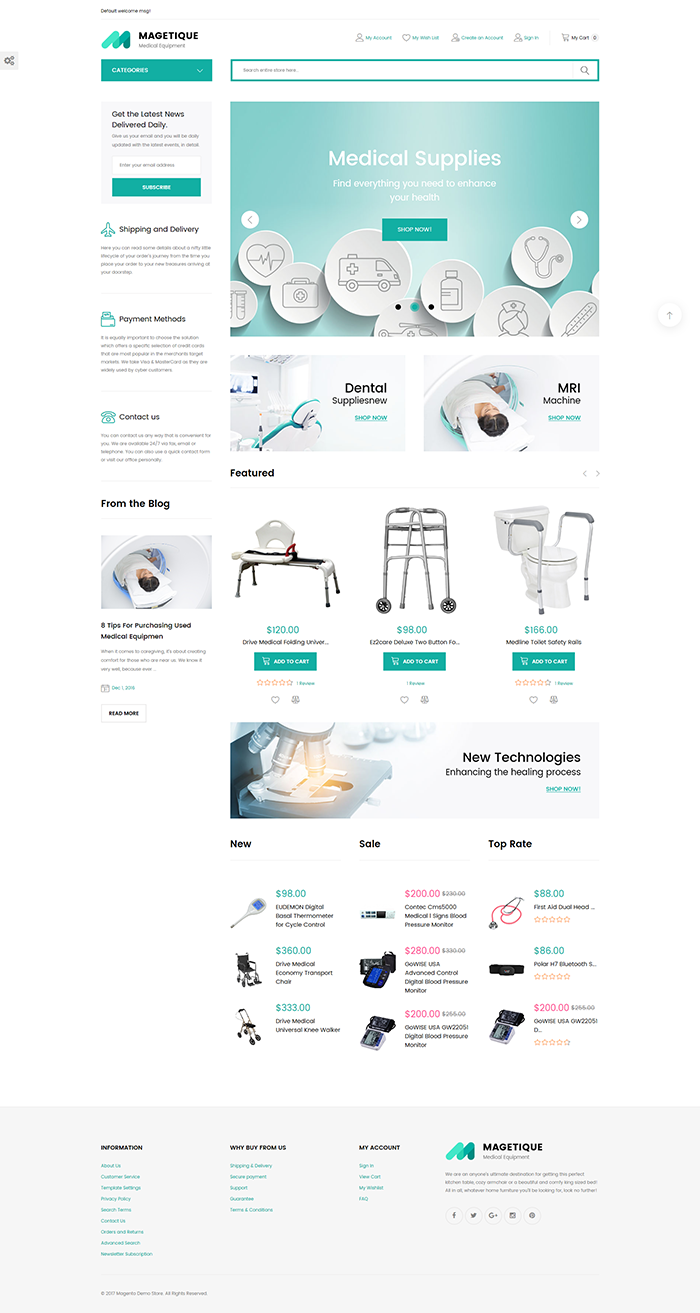 Default welcome msg!
MAGETIQUE
Medical Equipment
My Account
My Wish List
Create an Account
Sign In
My Cart 0
CATEGORIES
Search entire store here...
Get the Latest News
Delivered Daily.
Give us your email and you will be daily
updated with the latest events, in detail.
Enter your email address
SUBSCRIBE
Medical Supplies
Find everything you need to enhance
your health
SHOP NOW!
Shipping and Delivery
Here you can read some details about a nifty little
lifecycle of your order's journey from the time you
place your order to your new treasures arriving at
your doorstep.
Payment Methods
It is equally important to choose the solution
which offers a specific selection of credit cards
that are most popular in the merchants target
markets. We take Visa & MasterCard as they are
widely used by cyber customers.
Contact us
You can contact us any way that is convenient for
you. We are available 24/7 via fax, email or
telephone. You can also use a quick contact form
or visit our office personally.
Dental
Suppliesnew
SHOP NOW
MRI
Machine
SHOP NOW
From the Blog
8 Tips For Purchasing Used
Medical Equipmen
When it comes to caregiving, it's about creating
comfort for those who are near us. We know it
very well, because ever ...
Dec 1, 2016
READ MORE
Featured
$120.00
Drive Medical Folding Univer...
ADD TO CART
1 Review
$98.00
Ez2care Deluxe Two Button Fo...
ADD TO CART
1 Review
$166.00
Medline Toilet Safety Rails
ADD TO CART
1 Review
New Technologies
Enhancing the healing process
SHOP NOW!
New
$98.00
EUDEMON Digital
Basal Thermometer
for Cycle Control
$360.00
Drive Medical
Economy Transport
Chair
$333.00
Drive Medical
Universal Knee Walker
Sale
$200.00 $230.00
Contec Cms5000
Medical l Signs Blood
Pressure Monitor
$280.00 $330.00
GoWISE USA
Advanced Control
Digital Blood Pressure
Monitor
$200.00 $255.00
GoWISE USA GW22051
Digital Blood Pressure
Monitor
Top Rate
$88.00
First Aid Dual Head ...
$86.00
Polar H7 Bluetooth S...
$200.00 $255.00
GoWISE USA GW22051
D...
INFORMATION
About Us
Customer Service
Template Settings
Privacy Policy
Search Terms
Contact Us
Orders and Returns
Advanced Search
Newsletter Subscription
WHY BUY FROM US
Shipping & Delivery
Secure payment
Support
Guarantee
Terms & Conditions
MY ACCOUNT
Sign In
View Cart
My Wishlist
FAQ
MAGETIQUE
Medical Equipment
We are an anyone's ultimate destination for getting this perfect
kitchen table, cozy armchair or a beautiful and comfy king sized bed!
All in all, whatever home furniture you'll be looking for, look no further!
© 2017 Magento Demo Store. All Rights Reserved.